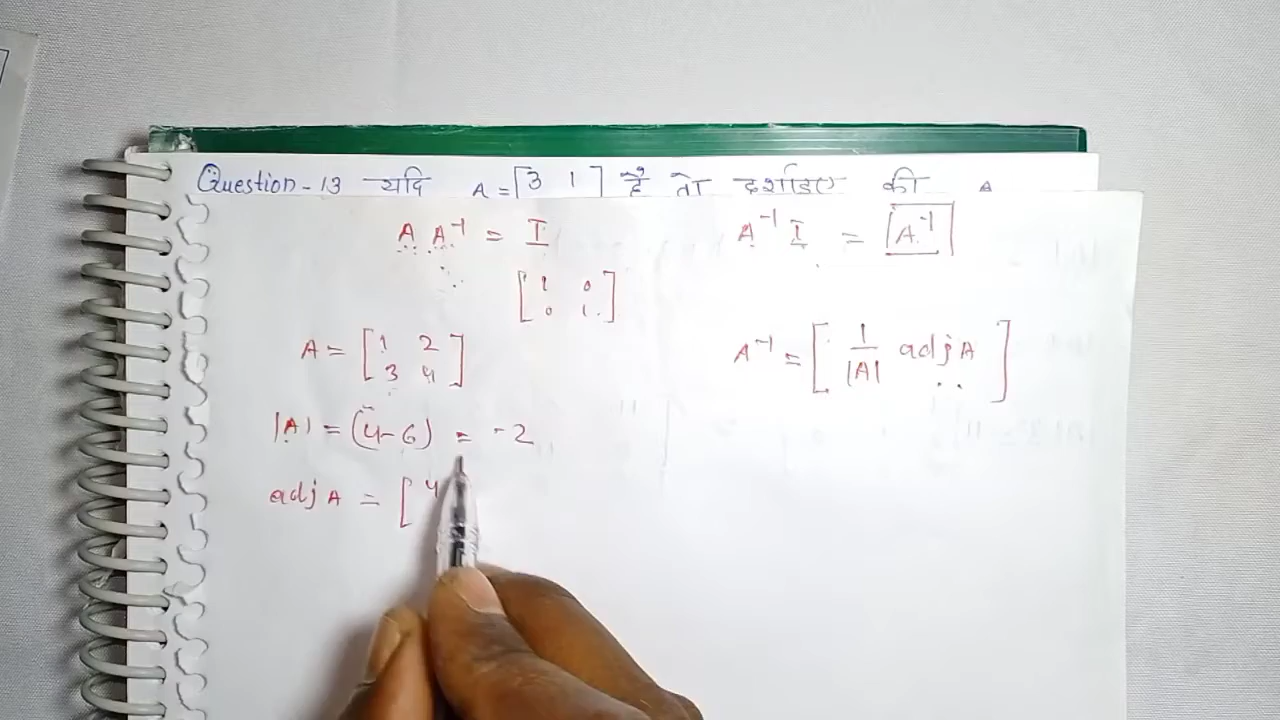 Question-13 यदि A = [3 1] है तो दर्शाइए की A
A A⁻¹ = I
A⁻¹ I = A⁻¹
[1 0
0 1]
A = [1 2
3 4]
A⁻¹ = [1/|A| adj A]
|A| = (4-6) = -2
adj A = [4